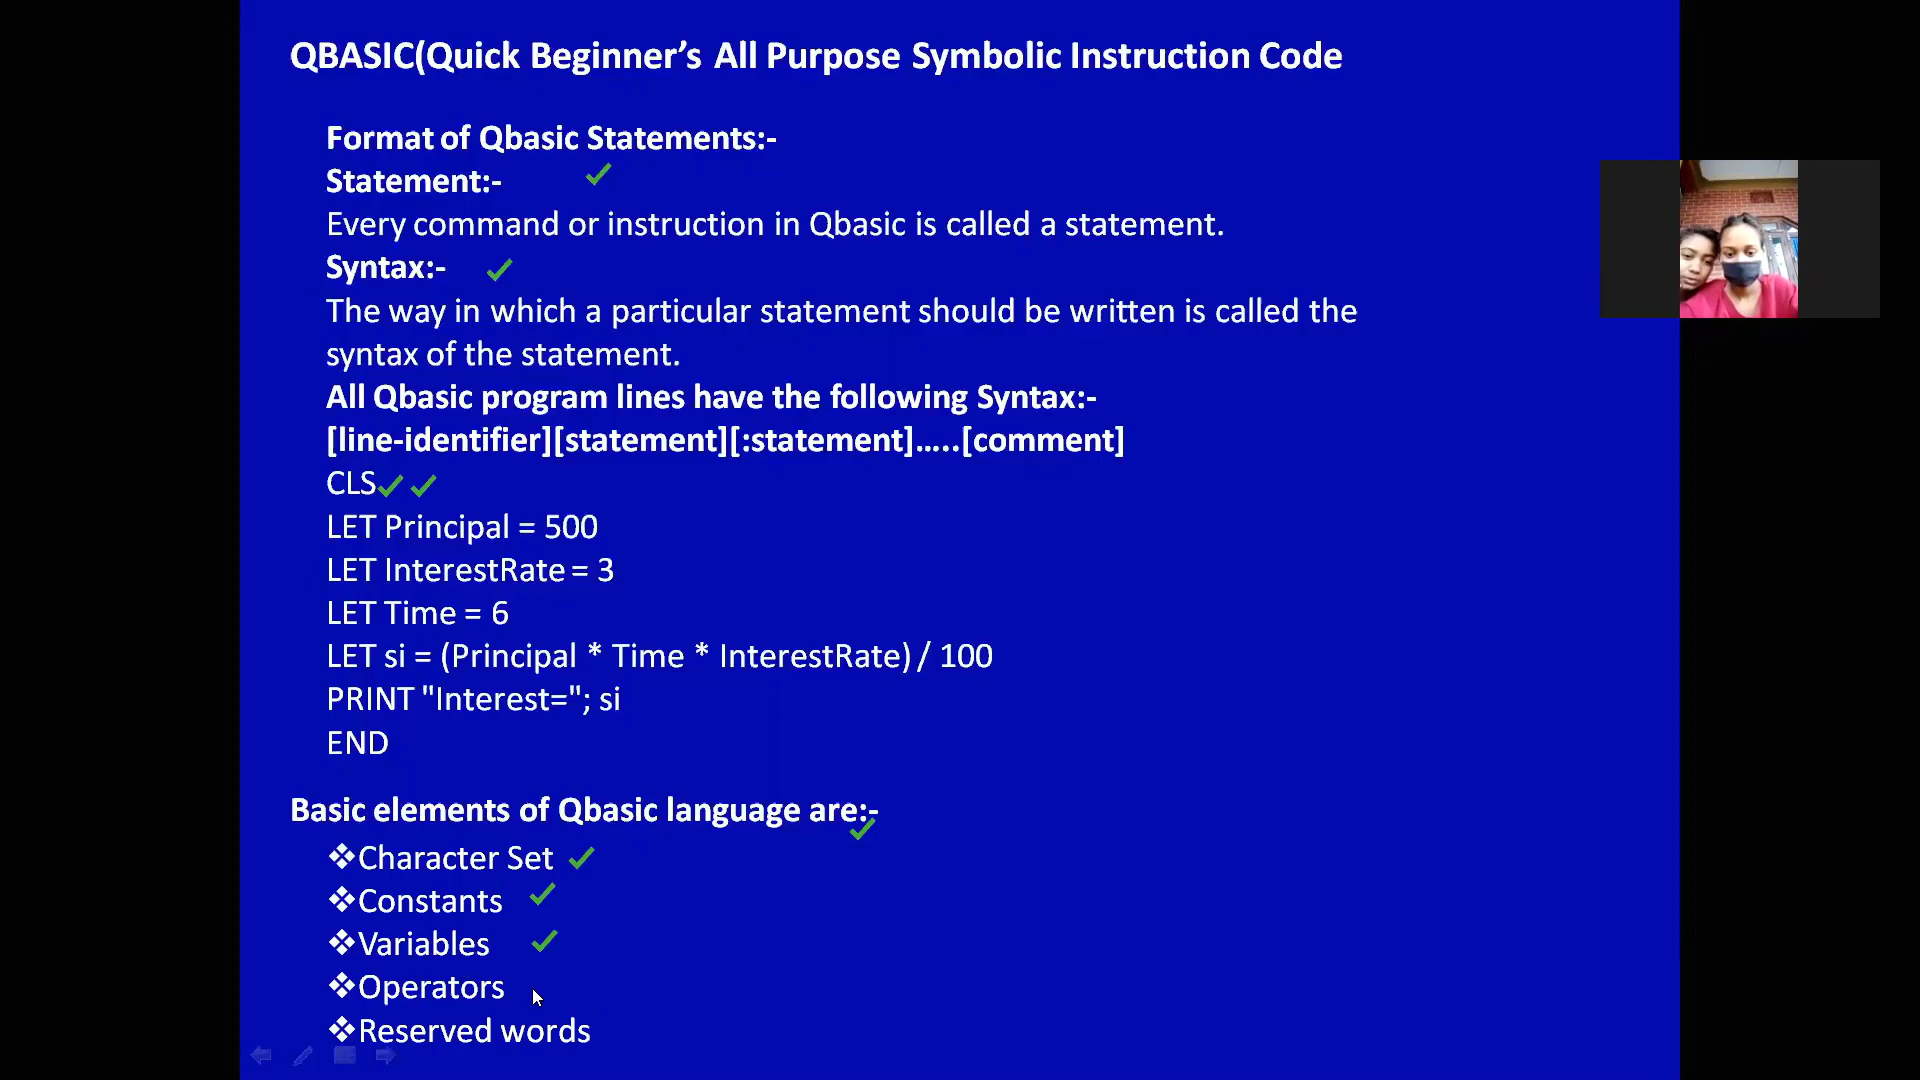 QBASIC(Quick Beginner’s All Purpose Symbolic Instruction Code
Format of Qbasic Statements:-
Statement:-
Every command or instruction in Qbasic is called a statement.
Syntax:-
The way in which a particular statement should be written is called the
syntax of the statement.
All Qbasic program lines have the following Syntax:-
[line-identifier][statement][:statement]…..[comment]
CLS
LET Principal = 500
LET InterestRate = 3
LET Time = 6
LET si = (Principal * Time * InterestRate) / 100
PRINT "Interest="; si
END
Basic elements of Qbasic language are:-
❖Character Set
❖Constants
❖Variables
❖Operators
❖Reserved words